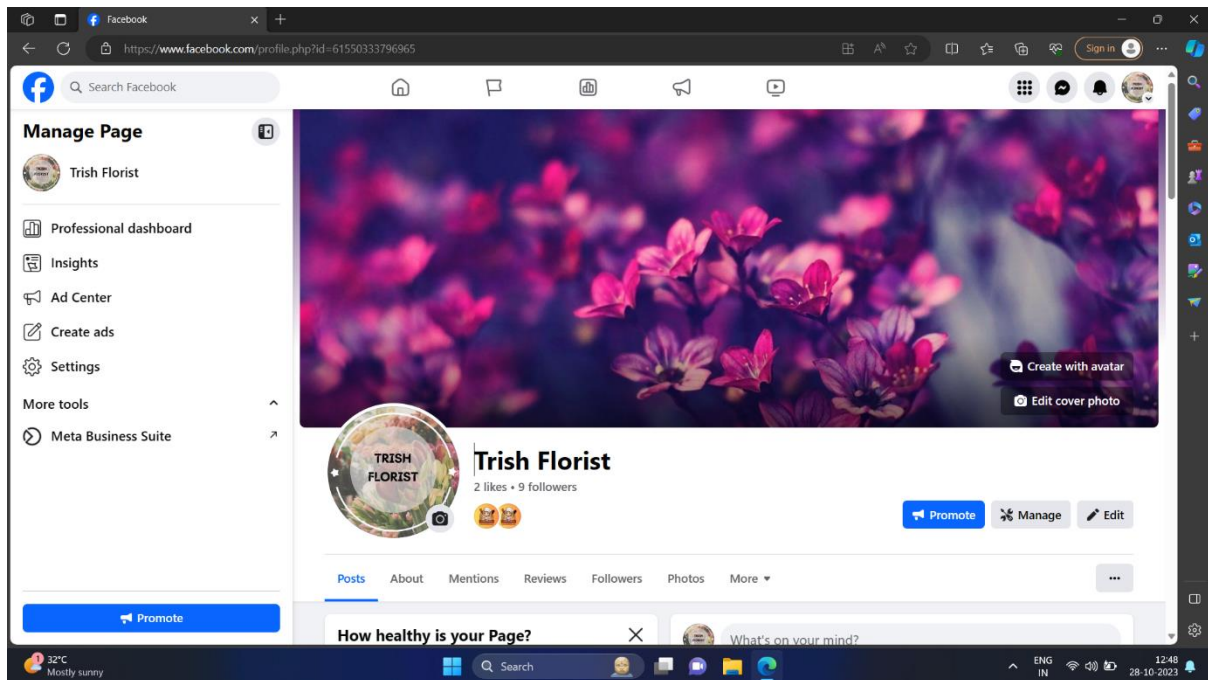 Facebook
https://www.facebook.com/profile.php?id=61550333796965
Sign in
Search Facebook
Manage Page
Trish Florist
Professional dashboard
Insights
Ad Center
Create ads
Settings
More tools
Meta Business Suite
Promote
Create with avatar
Edit cover photo
TRISH
FLORIST
Trish Florist
2 likes • 9 followers
Promote
Manage
Edit
Posts
About
Mentions
Reviews
Followers
Photos
More
How healthy is your Page?
What's on your mind?
1
32°C
Mostly sunny
Search
ENG
IN
12:48
28-10-2023